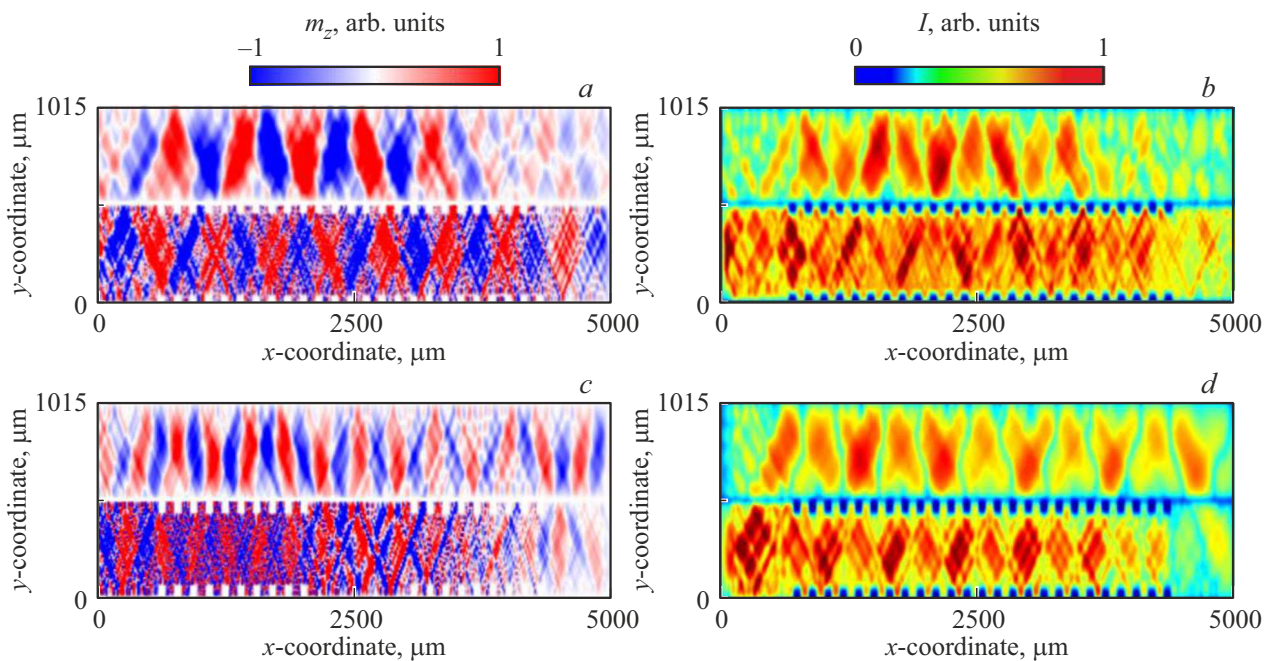 m_z, arb. units
–1 1
I, arb. units
0 1
a
1015
y-coordinate, μm
0
0 2500 5000
x-coordinate, μm
b
1015
y-coordinate, μm
0
0 2500 5000
x-coordinate, μm
c
1015
y-coordinate, μm
0
0 2500 5000
x-coordinate, μm
d
1015
y-coordinate, μm
0
0 2500 5000
x-coordinate, μm